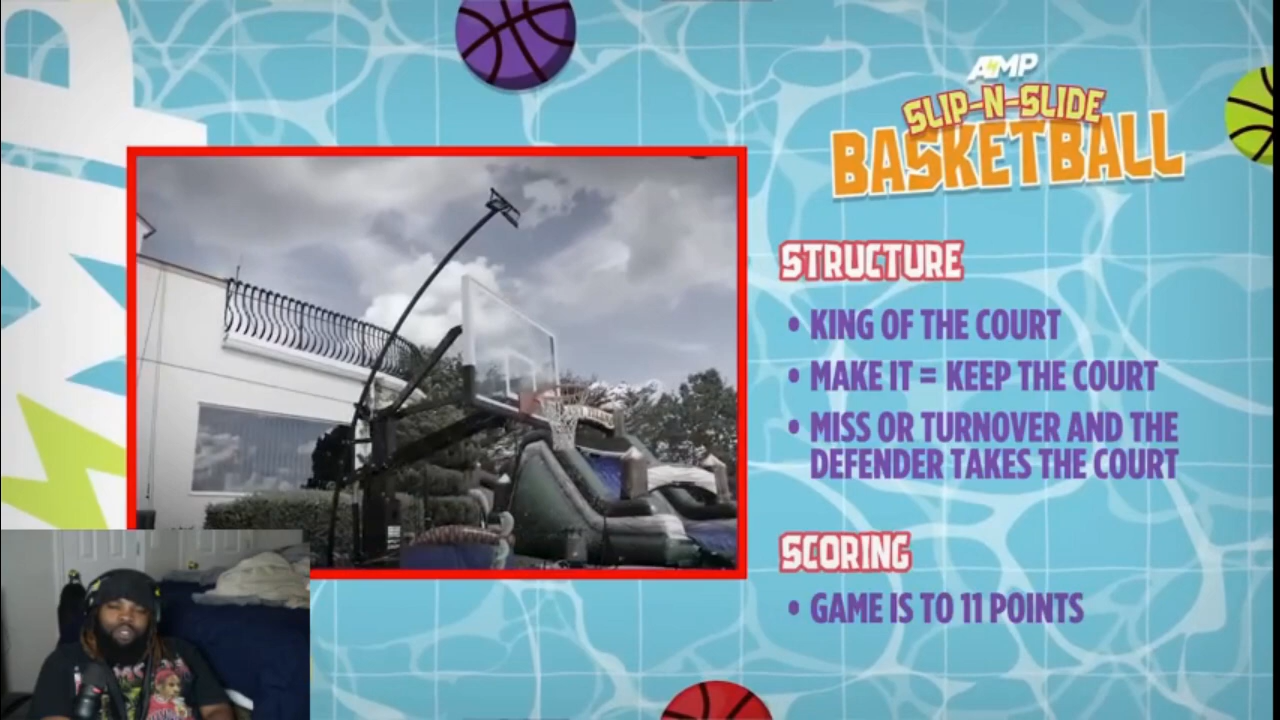 AMP
SLIP-N-SLIDE
BASKETBALL
STRUCTURE
• KING OF THE COURT
• MAKE IT = KEEP THE COURT
• MISS OR TURNOVER AND THE
DEFENDER TAKES THE COURT
SCORING
• GAME IS TO 11 POINTS